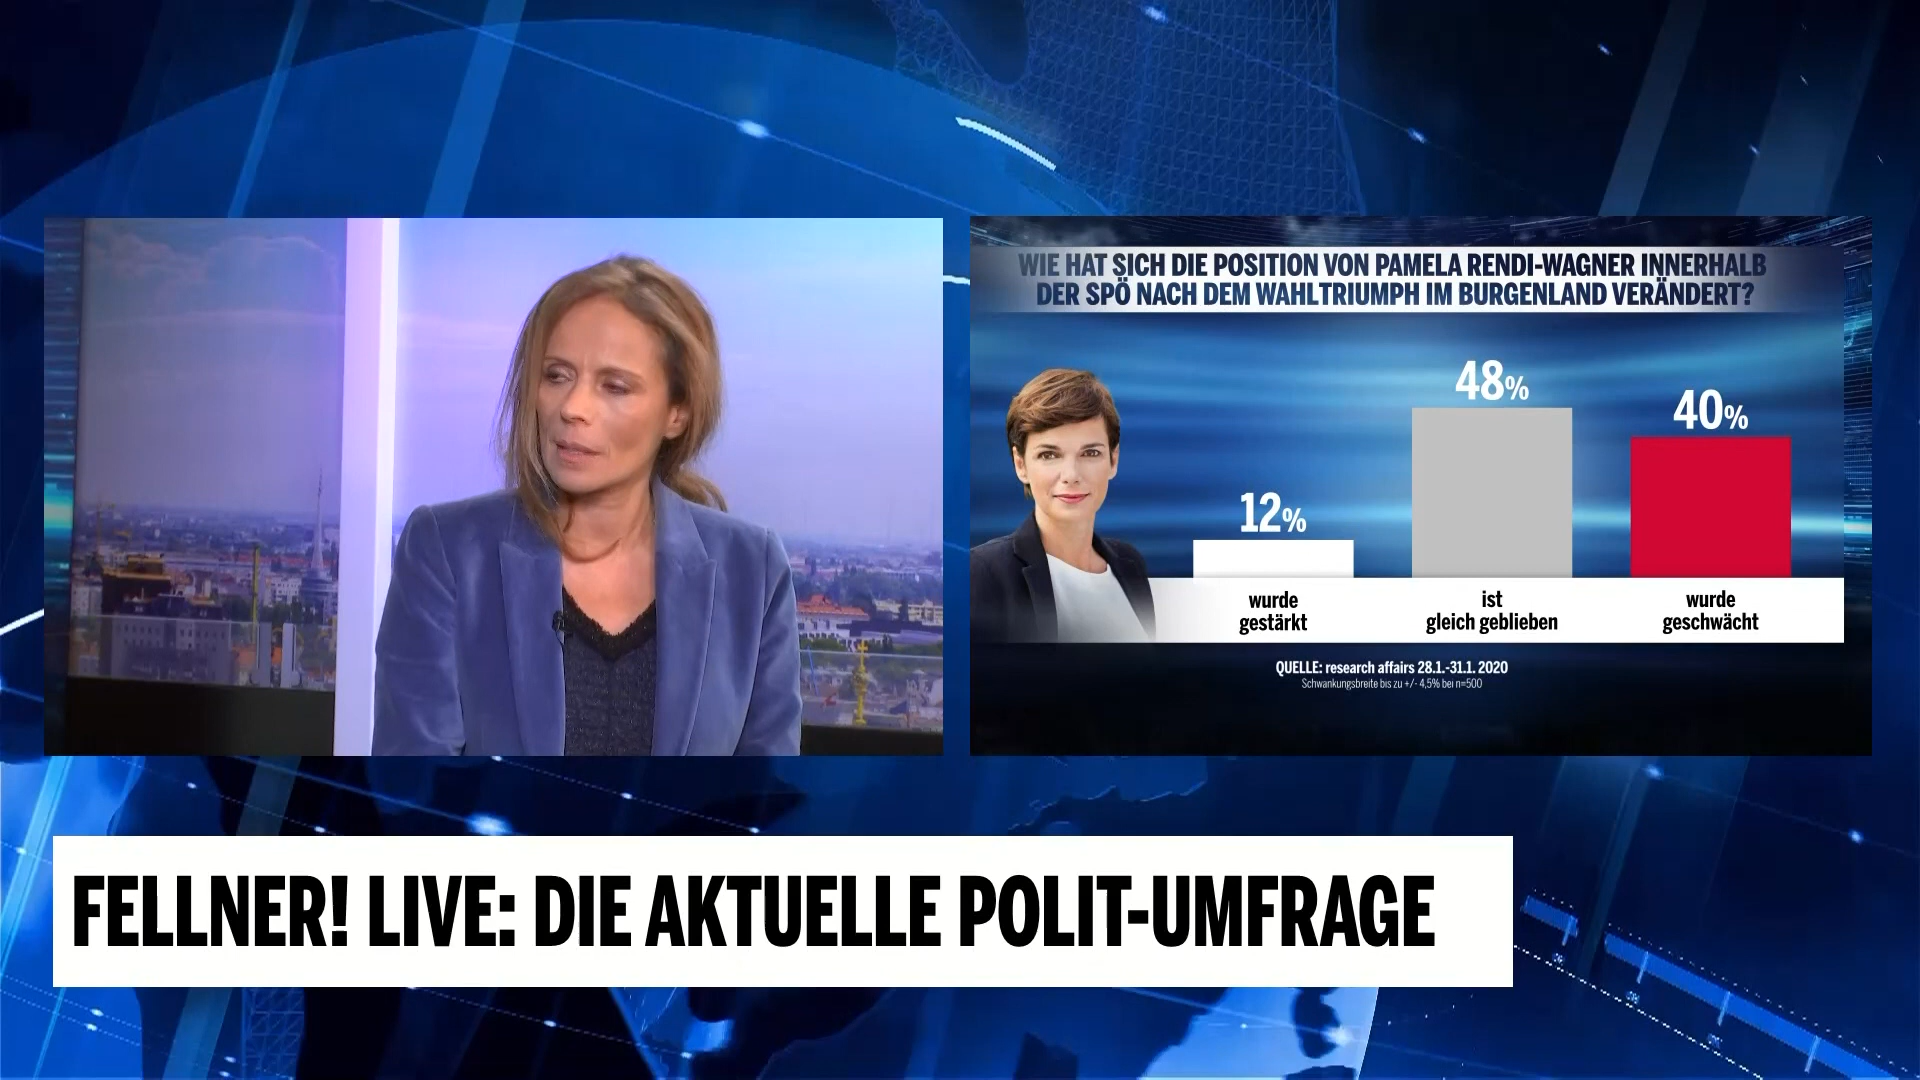 WIE HAT SICH DIE POSITION VON PAMELA RENDI-WAGNER INNERHALB
DER SPÖ NACH DEM WAHLTRIUMPH IM BURGENLAND VERÄNDERT?
12%
48%
40%
wurde
gestärkt
ist
gleich geblieben
wurde
geschwächt
QUELLE: research affairs 28.1.-31.1. 2020
Schwankungsbreite bis zu +/- 4,5% bei n=500
FELLNER! LIVE: DIE AKTUELLE POLIT-UMFRAGE